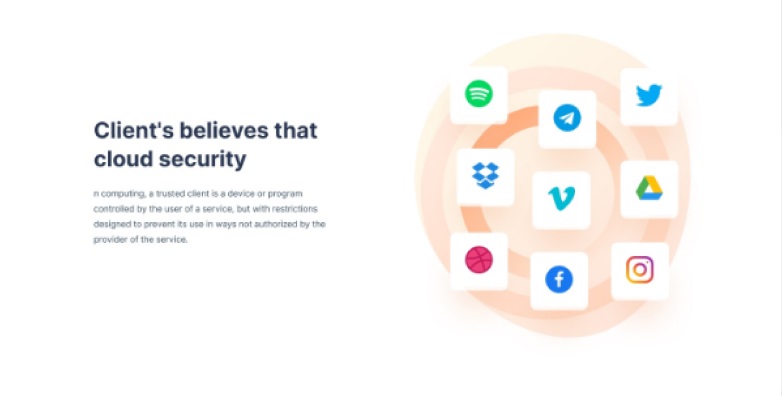 Client's believes that
cloud security
n computing, a trusted client is a device or program
controlled by the user of a service, but with restrictions
designed to prevent its use in ways not authorized by the
provider of the service.